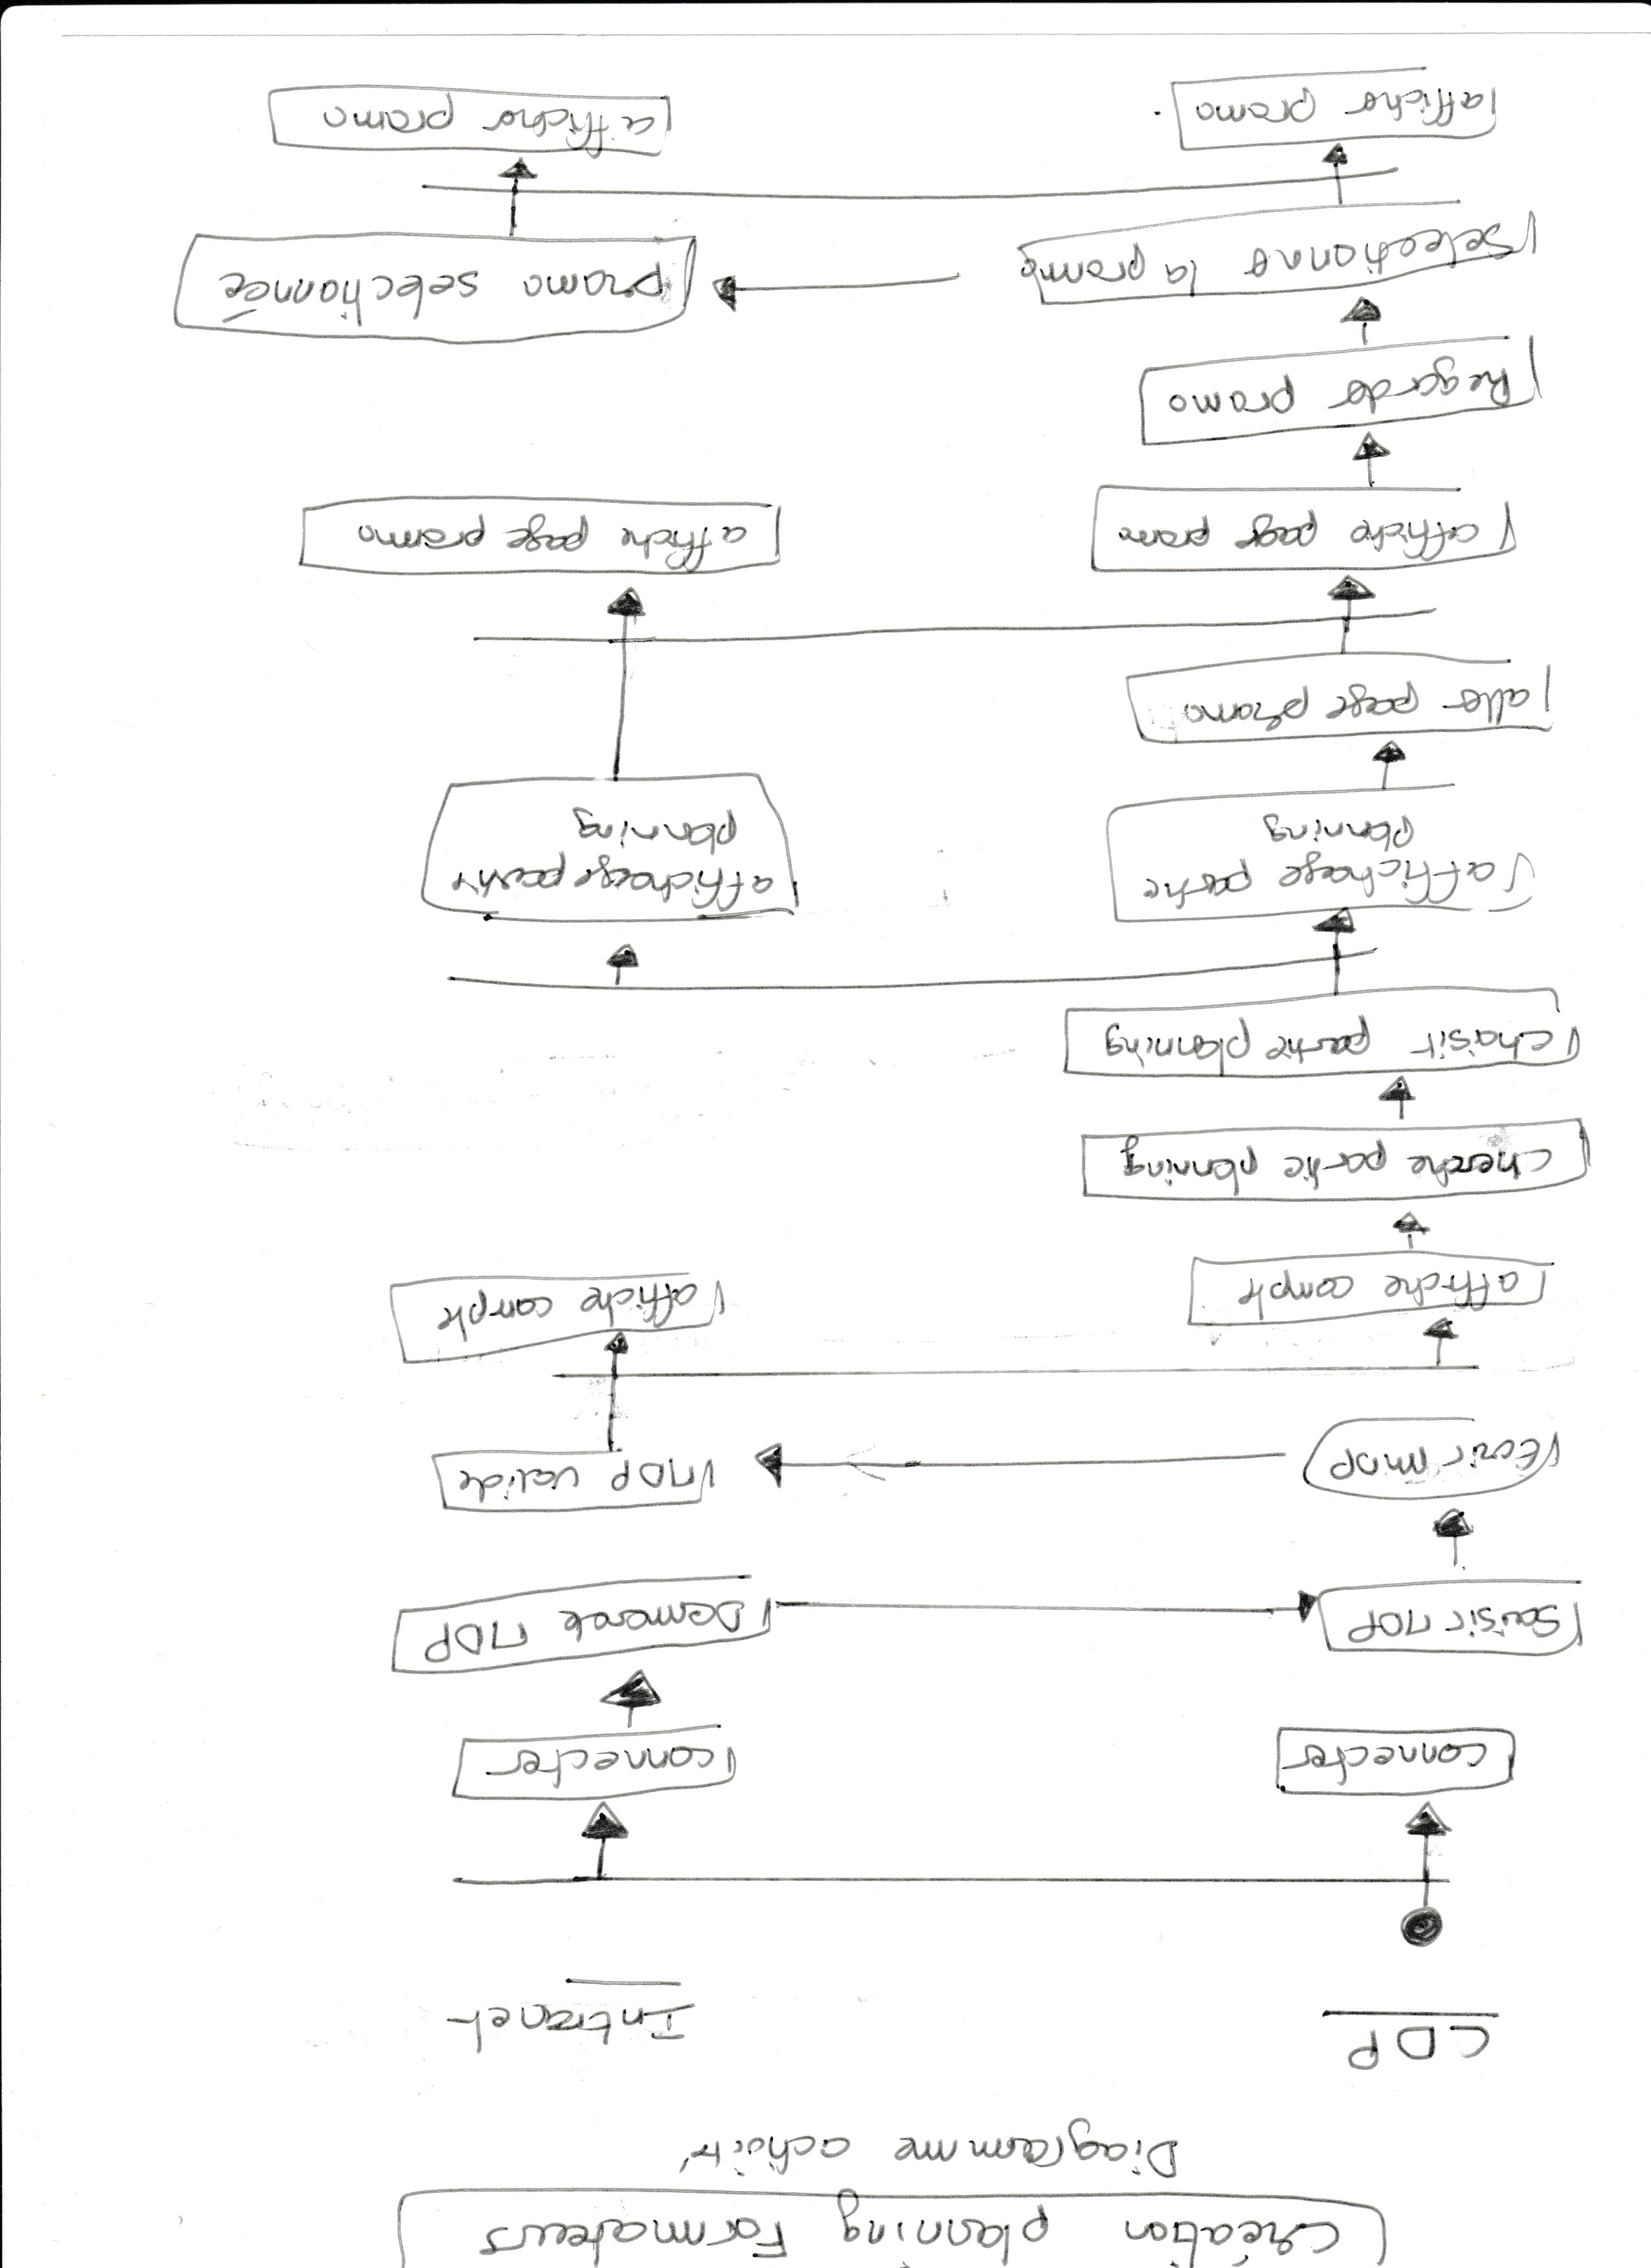 Création planning Formateurs
Diagramme activité
CDP
Intranet
connecter
connecter
Saisir MDP
Demande MDP
Ecrir MDP
MDP valide
affiche compte
affiche compte
cherche partie planning
choisit partie planning
affichage partie
planning
affichage partie
planning
aller page promo
affiche page promo
affiche page promo
Regarder promo
Selectionner la promo
promo selectionnée
afficher promo
afficher promo